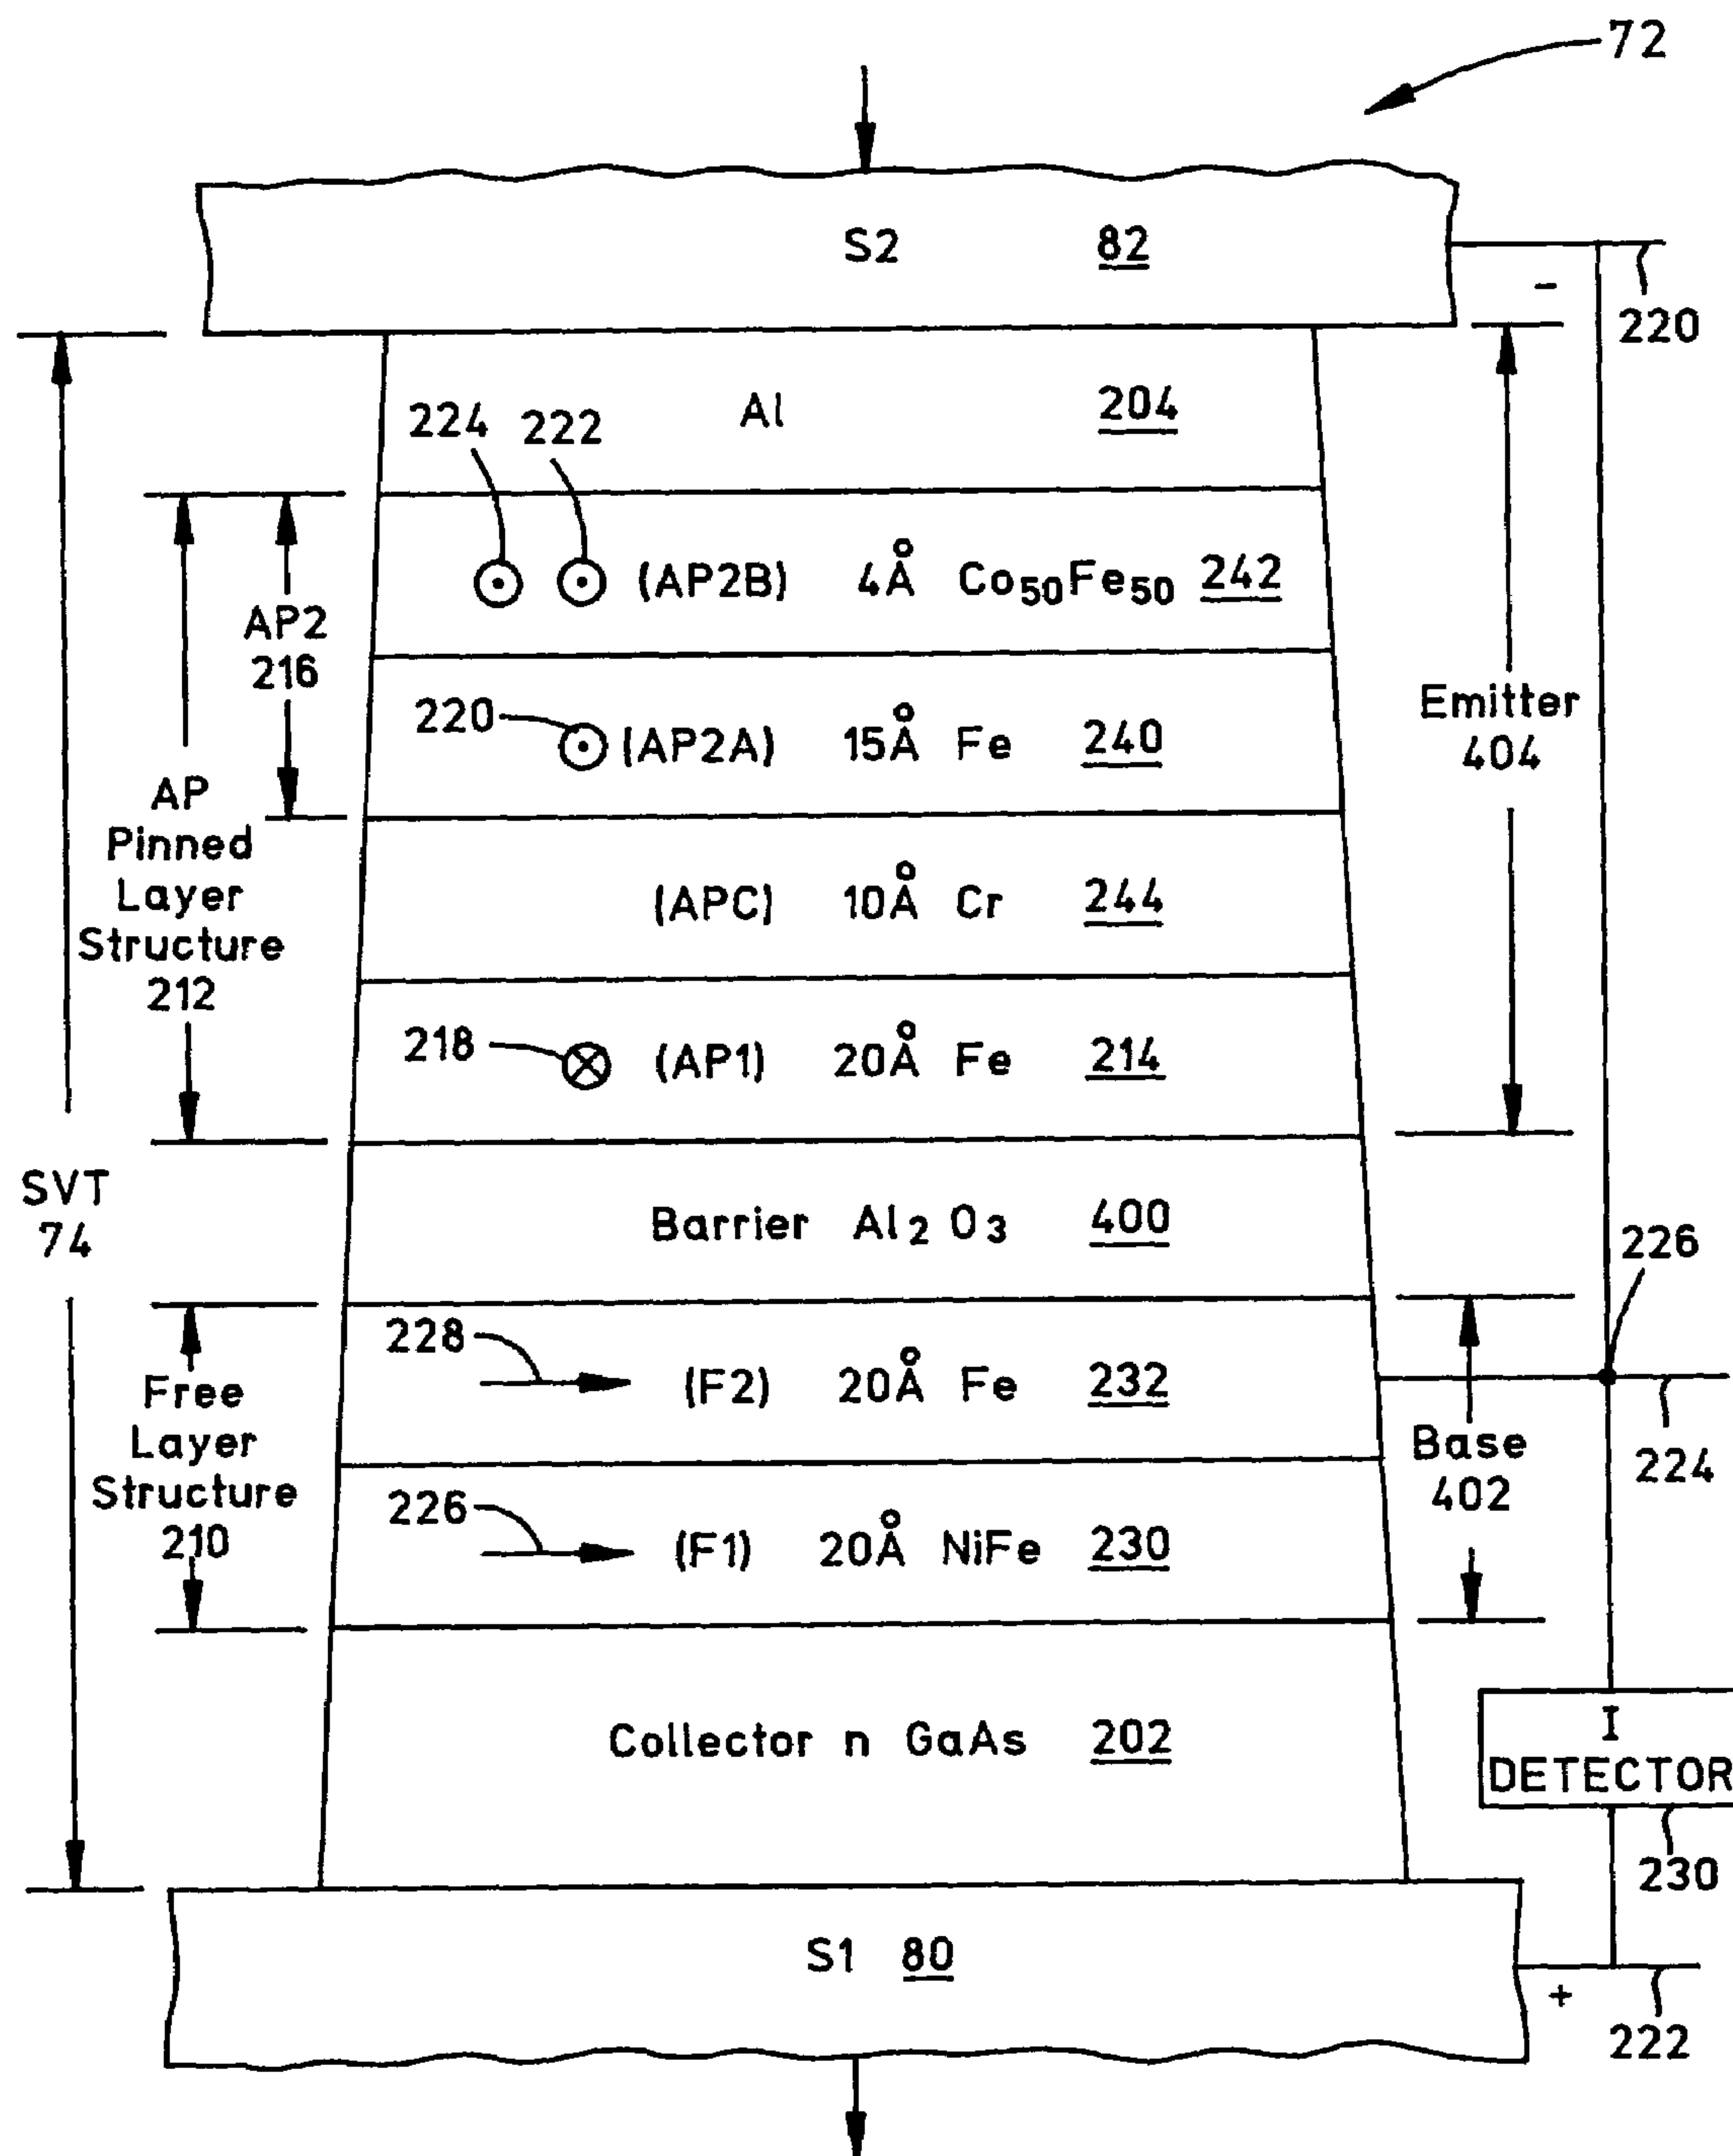 72
S2 82
-
220
Al 204
224 222
(AP2B) 4Å Co50Fe50 242
AP2
216
220 (AP2A) 15Å Fe 240
Emitter
404
AP
Pinned
Layer
Structure
212
(APC) 10Å Cr 244
218 (AP1) 20Å Fe 214
SVT
74
Barrier Al2O3 400
226
228 (F2) 20Å Fe 232
Free
Layer
Structure
210
Base
402
224
226 (F1) 20Å NiFe 230
Collector n GaAs 202
I
DETECTOR
230
S1 80
+
222